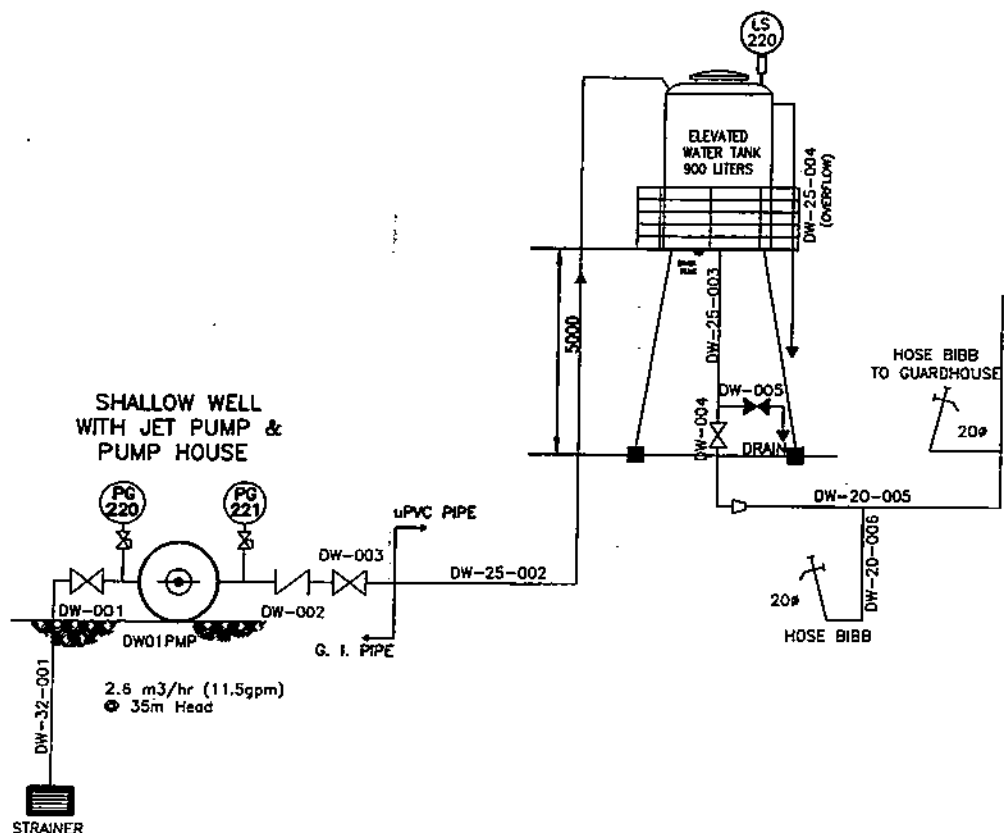 LS
220
ELEVATED
WATER TANK
900 LITERS
DW-25-004
(OVERFLOW)
DW-25-003
5000
HOSE BIBB
TO GUARDHOUSE
20ø
DW-005
DW-004
DRAIN
SHALLOW WELL
WITH JET PUMP &
PUMP HOUSE
PG
220
PG
221
uPVC PIPE
DW-003
DW-25-002
DW-20-005
DW-20-006
20ø
HOSE BIBB
DW-001
DW-002
DW01PMP
G. I. PIPE
2.6 m3/hr (11.5gpm)
@ 35m Head
DW-32-001
STRAINER